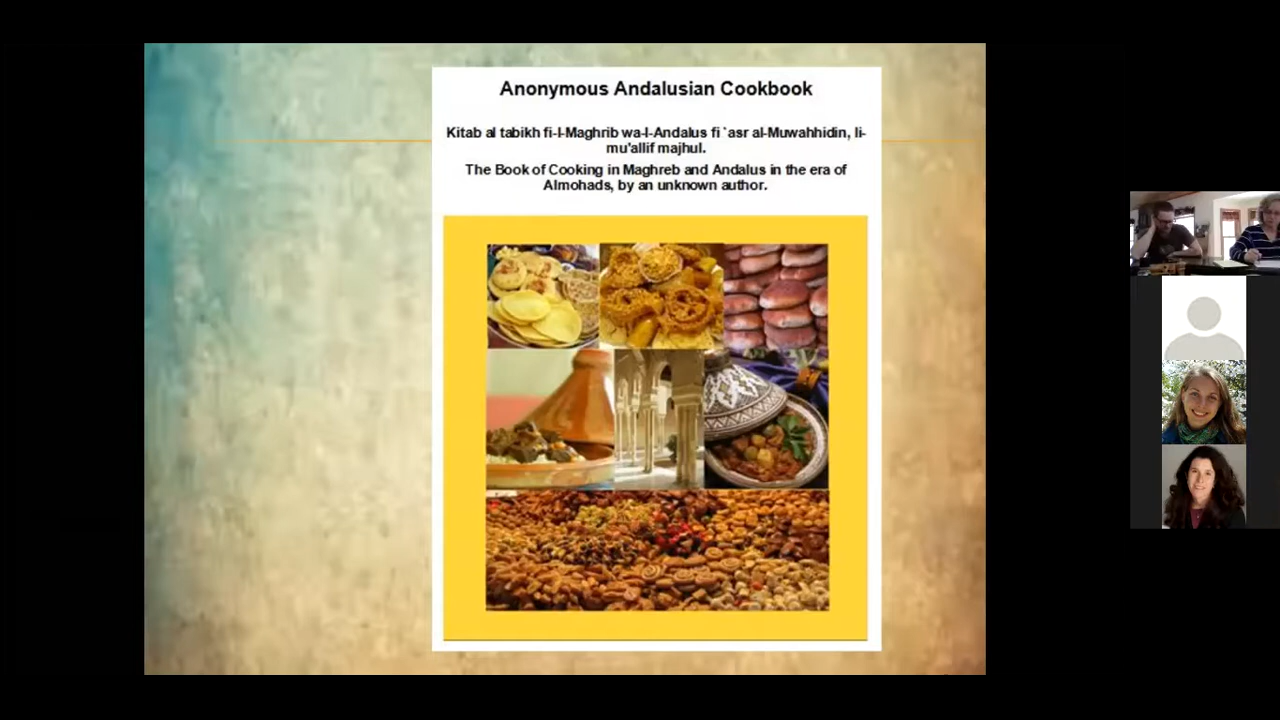 Anonymous Andalusian Cookbook
Kitab al tabikh fi-l-Maghrib wa-l-Andalus fi `asr al-Muwahhidin, li-
mu'allif majhul.
The Book of Cooking in Maghreb and Andalus in the era of
Almohads, by an unknown author.